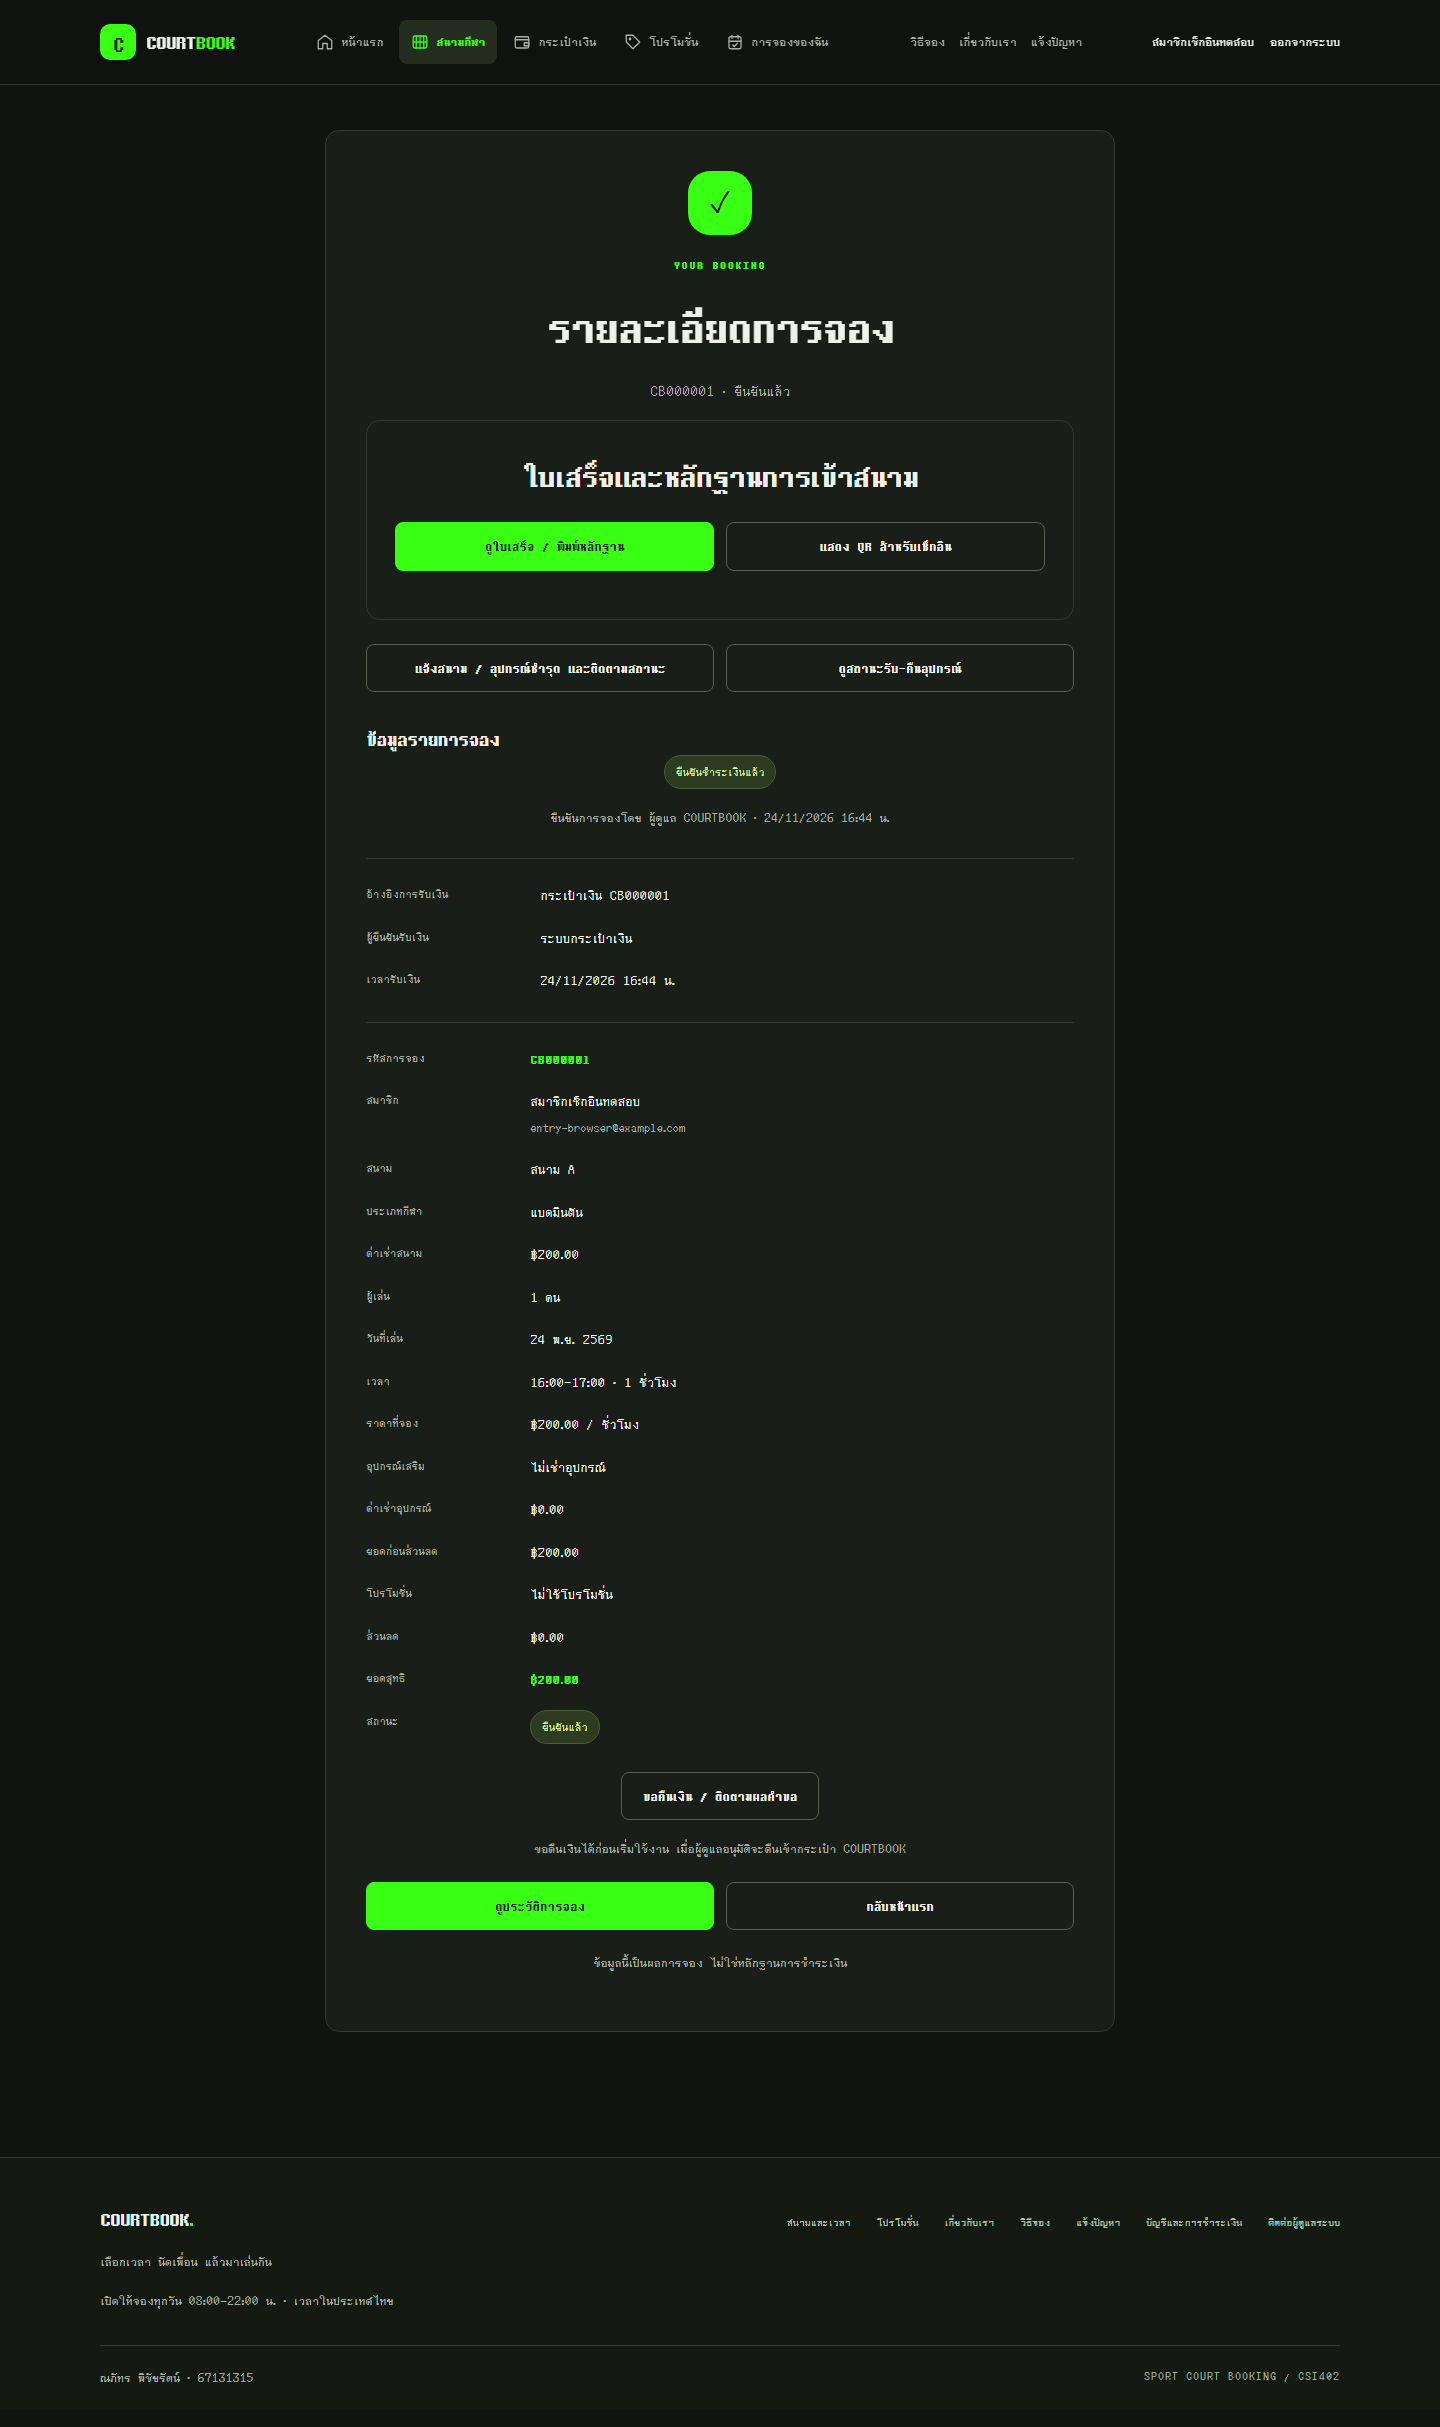 C COURTBOOK
หน้าแรก
สนามกีฬา
กระเป๋าเงิน
โปรโมชั่น
การจองของฉัน
วิธีจอง
เกี่ยวกับเรา
แจ้งปัญหา
สมาชิกเช็กอินทดสอบ
ออกจากระบบ
✓
YOUR BOOKING
รายละเอียดการจอง
CB000001 · ยืนยันแล้ว
ใบเสร็จและหลักฐานการเข้าสนาม
ดูใบเสร็จ / พิมพ์หลักฐาน
แสดง QR สำหรับเช็กอิน
แจ้งสนาม / อุปกรณ์ชำรุด และติดตามสถานะ
ดูสถานะรับ-คืนอุปกรณ์
ข้อมูลรายการจอง
ยืนยันชำระเงินแล้ว
ยืนยันการจองโดย ผู้ดูแล COURTBOOK · 24/11/2026 16:44 น.
อ้างอิงการรับเงิน กระเป๋าเงิน CB000001
ผู้ยืนยันรับเงิน ระบบกระเป๋าเงิน
เวลารับเงิน 24/11/2026 16:44 น.
รหัสการจอง CB000001
สมาชิก สมาชิกเช็กอินทดสอบ
entry-browser@example.com
สนาม สนาม A
ประเภทกีฬา แบดมินตัน
ค่าเช่าสนาม ฿200.00
ผู้เล่น 1 คน
วันที่เล่น 24 พ.ย. 2569
เวลา 16:00–17:00 · 1 ชั่วโมง
ราคาที่จอง ฿200.00 / ชั่วโมง
อุปกรณ์เสริม ไม่เช่าอุปกรณ์
ค่าเช่าอุปกรณ์ ฿0.00
ยอดก่อนส่วนลด ฿200.00
โปรโมชั่น ไม่ใช้โปรโมชั่น
ส่วนลด ฿0.00
ยอดสุทธิ ฿200.00
สถานะ ยืนยันแล้ว
ขอคืนเงิน / ติดตามผลคำขอ
ขอคืนเงินได้ก่อนเริ่มใช้งาน เมื่อผู้ดูแลอนุมัติจะคืนเข้ากระเป๋า COURTBOOK
ดูประวัติการจอง
กลับหน้าแรก
ข้อมูลนี้เป็นผลการจอง ไม่ใช่หลักฐานการชำระเงิน
COURTBOOK.
สนามและเวลา
โปรโมชั่น
เกี่ยวกับเรา
วิธีจอง
แจ้งปัญหา
บัญชีและการชำระเงิน
ติดต่อผู้ดูแลระบบ
เลือกเวลา นัดเพื่อน แล้วมาเล่นกัน
เปิดให้จองทุกวัน 08:00–22:00 น. · เวลาในประเทศไทย
ณภัทร พิชัยรัตน์ · 67131315
SPORT COURT BOOKING / CSI402